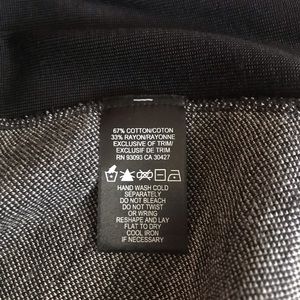 67% COTTON/COTON
33% RAYON/RAYONNE
EXCLUSIVE OF TRIM/
EXCLUSIF DE TRIM
RN 93093 CA 30427
HAND WASH COLD
SEPARATELY
DO NOT BLEACH
DO NOT TWIST
OR WRING
RESHAPE AND LAY
FLAT TO DRY
COOL IRON
IF NECESSARY